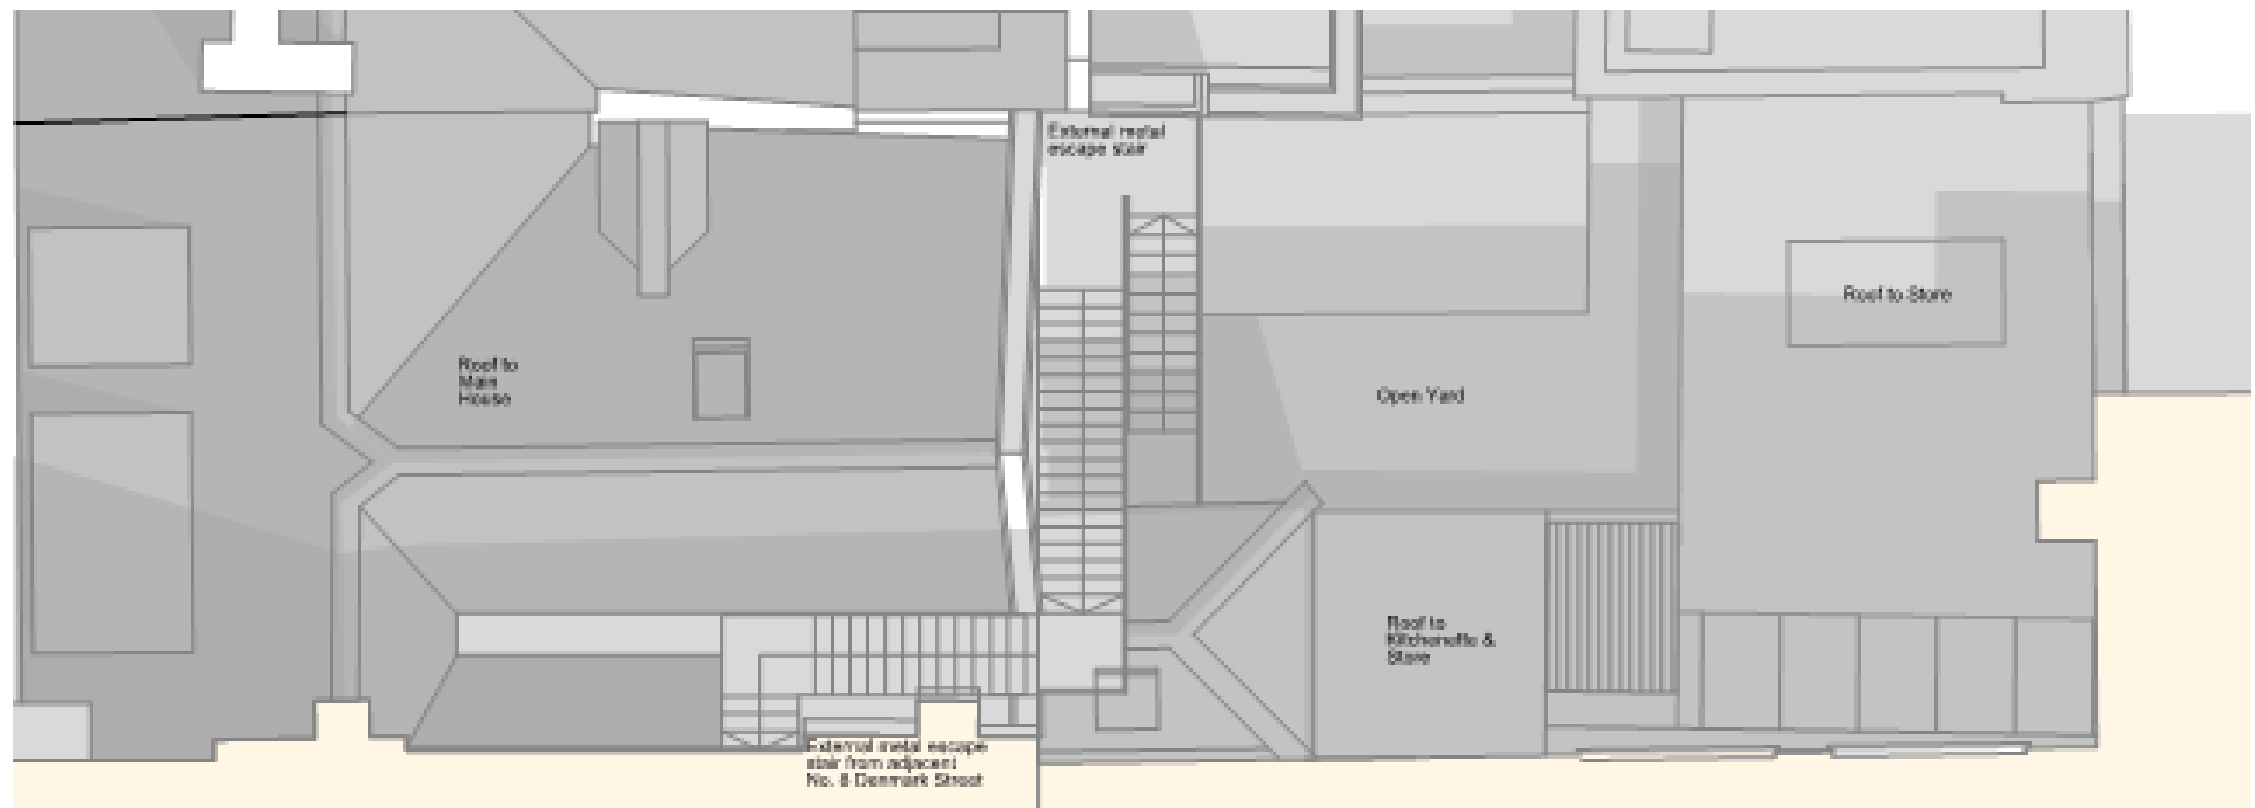 External metal
escape stair
Roof to Store
Roof to
Main
House
Open Yard
Roof to
Kitchenette &
Store
External metal escape
stair from adjacent
No. 6 Denmark Street